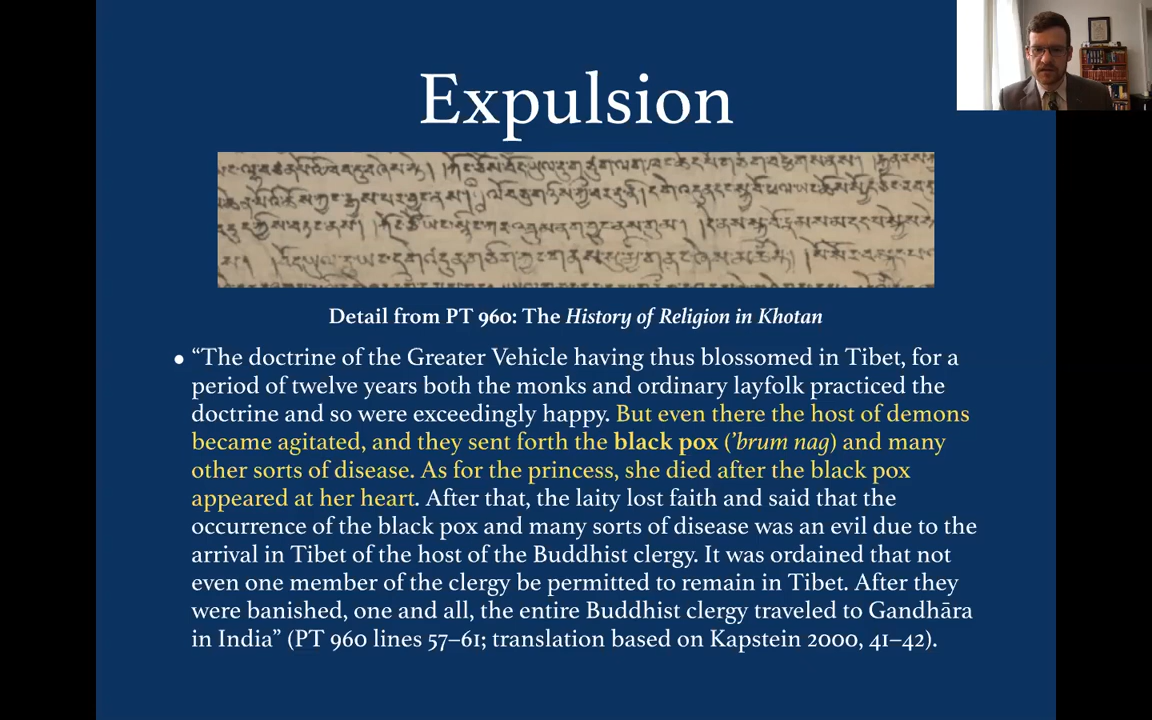 Expulsion
Detail from PT 960: The History of Religion in Khotan
• “The doctrine of the Greater Vehicle having thus blossomed in Tibet, for a
period of twelve years both the monks and ordinary layfolk practiced the
doctrine and so were exceedingly happy. But even there the host of demons
became agitated, and they sent forth the black pox (’brum nag) and many
other sorts of disease. As for the princess, she died after the black pox
appeared at her heart. After that, the laity lost faith and said that the
occurrence of the black pox and many sorts of disease was an evil due to the
arrival in Tibet of the host of the Buddhist clergy. It was ordained that not
even one member of the clergy be permitted to remain in Tibet. After they
were banished, one and all, the entire Buddhist clergy traveled to Gandhāra
in India” (PT 960 lines 57–61; translation based on Kapstein 2000, 41–42).